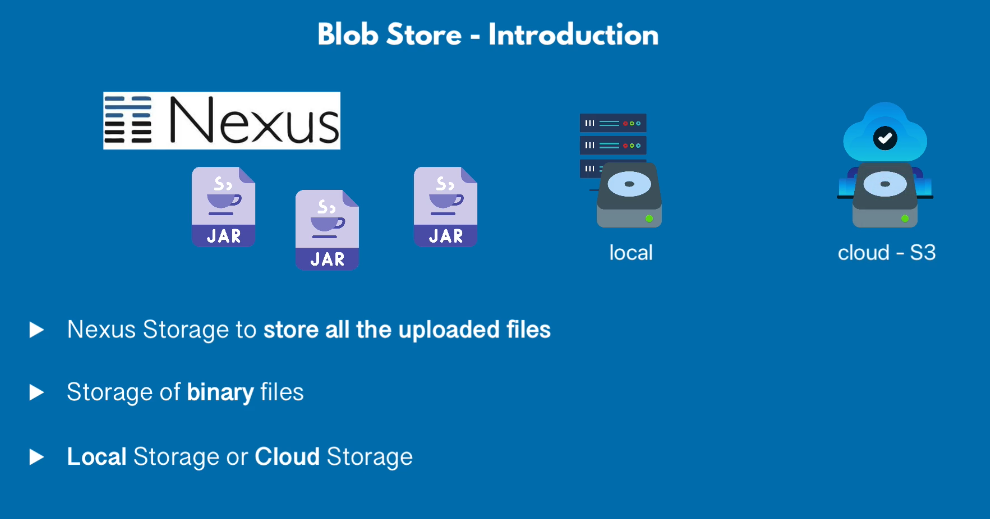 Blob Store - Introduction
Nexus
JAR
JAR
JAR
local
cloud - S3
Nexus Storage to store all the uploaded files
Storage of binary files
Local Storage or Cloud Storage